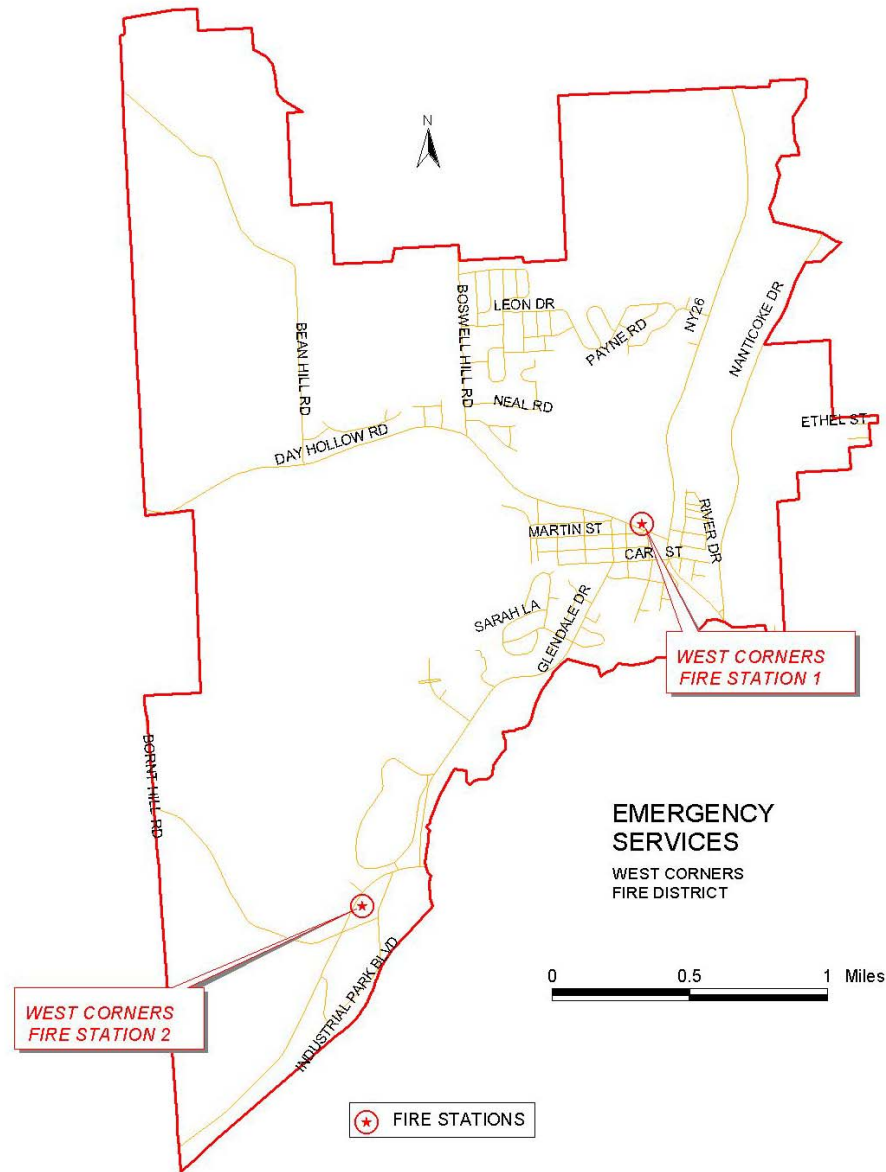 N
BOSWELL HILL RD
LEON DR
PAYNE RD
NY26
NANTICOKE DR
BEAN HILL RD
NEAL RD
ETHEL ST
DAY HOLLOW RD
MARTIN ST
RIVER DR
CARL ST
SARAH LA
GLENDALE DR
WEST CORNERS
FIRE STATION 1
BORNT HILL RD
EMERGENCY
SERVICES
WEST CORNERS
FIRE DISTRICT
0 0.5 1 Miles
INDUSTRIAL PARK BLVD
WEST CORNERS
FIRE STATION 2
FIRE STATIONS